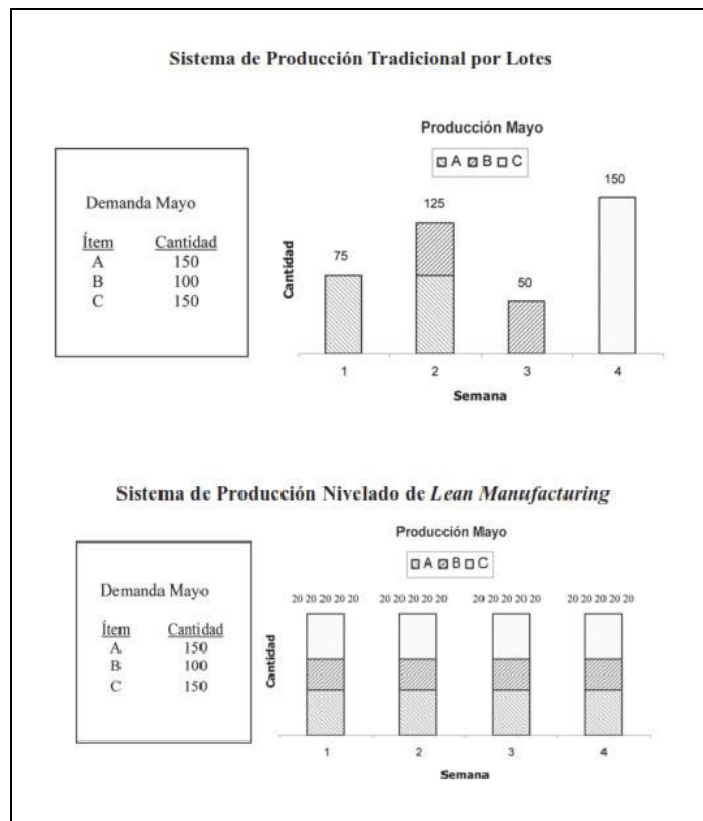 Sistema de Producción Tradicional por Lotes
Demanda Mayo
Ítem Cantidad
A 150
B 100
C 150
Producción Mayo
A B C
Cantidad
75
125
50
150
1 2 3 4
Semana
Sistema de Producción Nivelado de Lean Manufacturing
Demanda Mayo
Ítem Cantidad
A 150
B 100
C 150
Producción Mayo
A B C
Cantidad
20 20 20 20 20 20 20 20 20 20 20 20 20 20 20 20 20 20 20 20
1 2 3 4
Semana